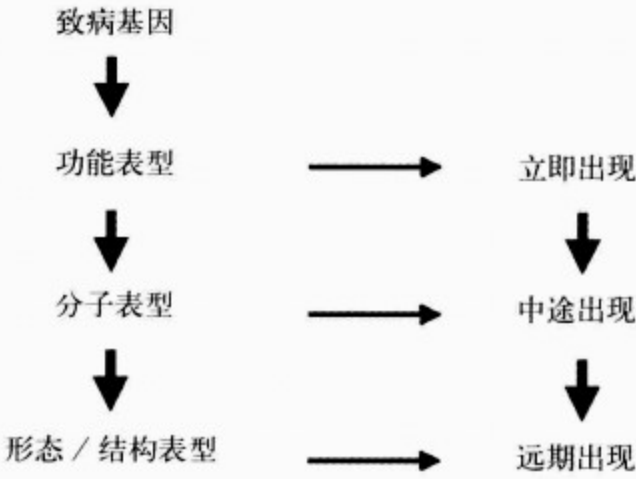 致病基因
功能表型
立即出现
分子表型
中途出现
形态/结构表型
远期出现